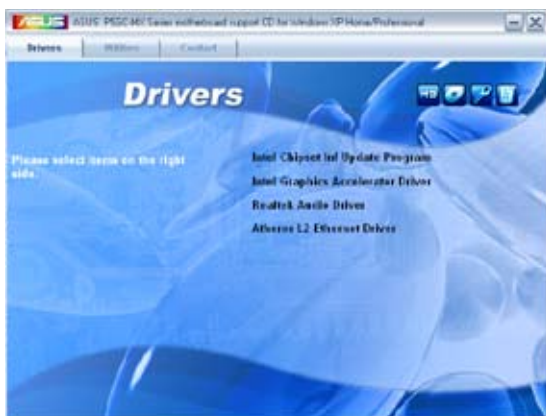 ASUS ASUS P5GC-MX Series motherboard support CD for Windows XP Home/Professional
Drivers Utilities Contact
Drivers
Please select items on the right
side.
Intel Chipset Inf Update Program
Intel Graphics Accelerator Driver
Realtek Audio Driver
Atheros L2 Ethernet Driver